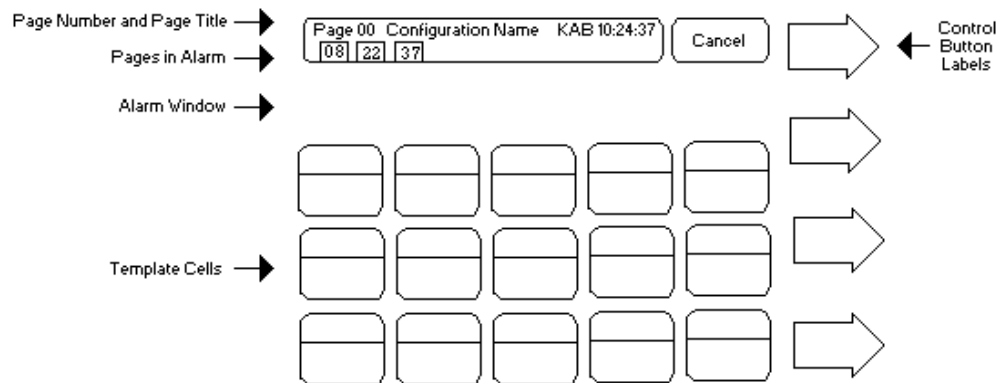 Page Number and Page Title
Pages in Alarm
Alarm Window
Template Cells
Page 00 Configuration Name KAB 10:24:37
08 22 37
Cancel
Control
Button
Labels